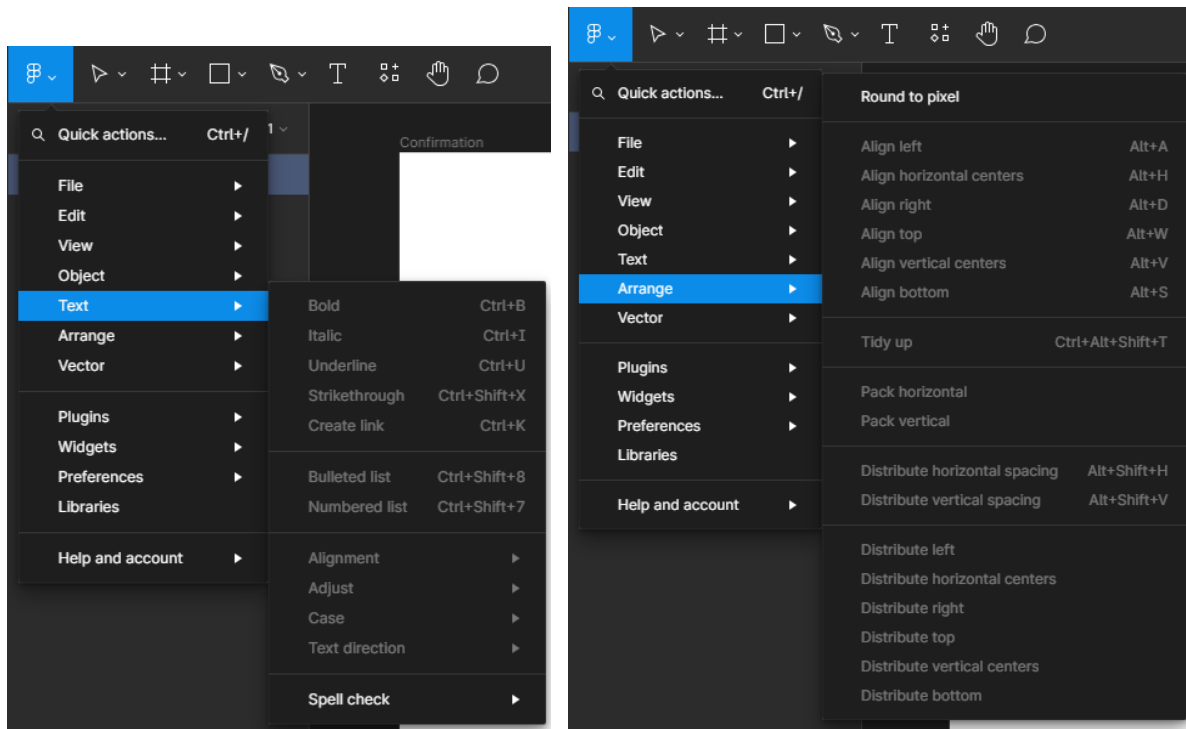 Quick actions... Ctrl+/
1
Confirmation
File
Edit
View
Object
Text
Arrange
Vector
Plugins
Widgets
Preferences
Libraries
Help and account
Bold Ctrl+B
Italic Ctrl+I
Underline Ctrl+U
Strikethrough Ctrl+Shift+X
Create link Ctrl+K
Bulleted list Ctrl+Shift+8
Numbered list Ctrl+Shift+7
Alignment
Adjust
Case
Text direction
Spell check
Quick actions... Ctrl+/
File
Edit
View
Object
Text
Arrange
Vector
Plugins
Widgets
Preferences
Libraries
Help and account
Round to pixel
Align left Alt+A
Align horizontal centers Alt+H
Align right Alt+D
Align top Alt+W
Align vertical centers Alt+V
Align bottom Alt+S
Tidy up Ctrl+Alt+Shift+T
Pack horizontal
Pack vertical
Distribute horizontal spacing Alt+Shift+H
Distribute vertical spacing Alt+Shift+V
Distribute left
Distribute horizontal centers
Distribute right
Distribute top
Distribute vertical centers
Distribute bottom